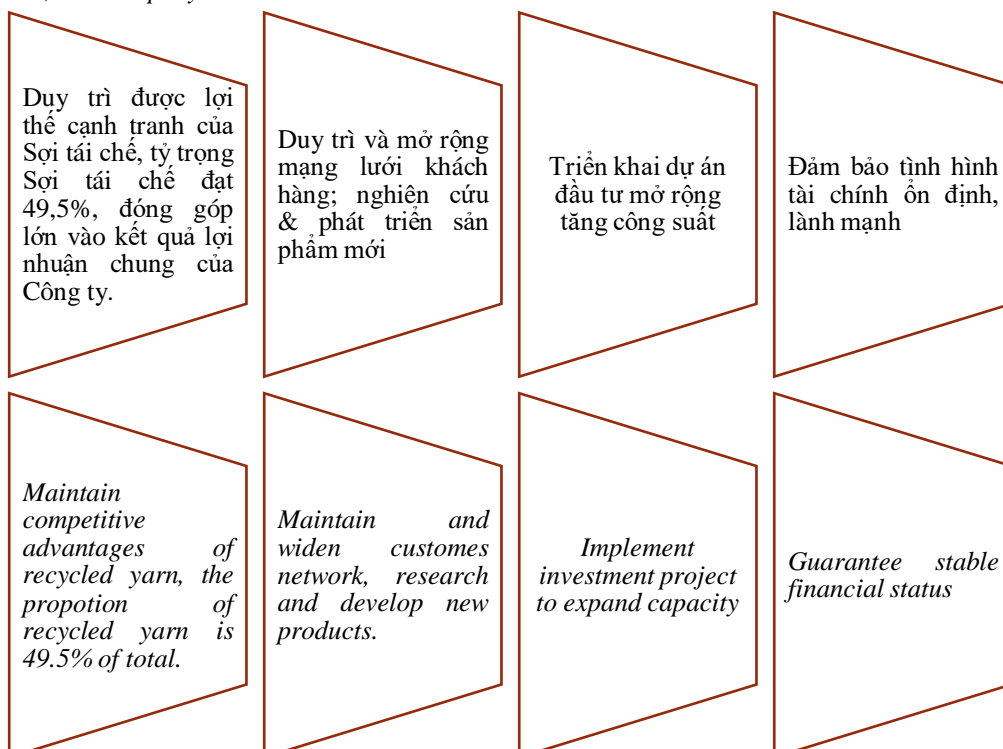 Duy trì được lợi
thế cạnh tranh của
Sợi tái chế, tỷ trọng
Sợi tái chế đạt
49,5%, đóng góp
lớn vào kết quả lợi
nhuận chung của
Công ty.
Duy trì và mở rộng
mạng lưới khách
hàng; nghiên cứu
& phát triển sản
phẩm mới
Triển khai dự án
đầu tư mở rộng
tăng công suất
Đảm bảo tình hình
tài chính ổn định,
lành mạnh
Maintain
competitive
advantages of
recycled yarn, the
propotion of
recycled yarn is
49.5% of total.
Maintain and
widen customes
network, research
and develop new
products.
Implement
investment project
to expand capacity
Guarantee stable
financial status